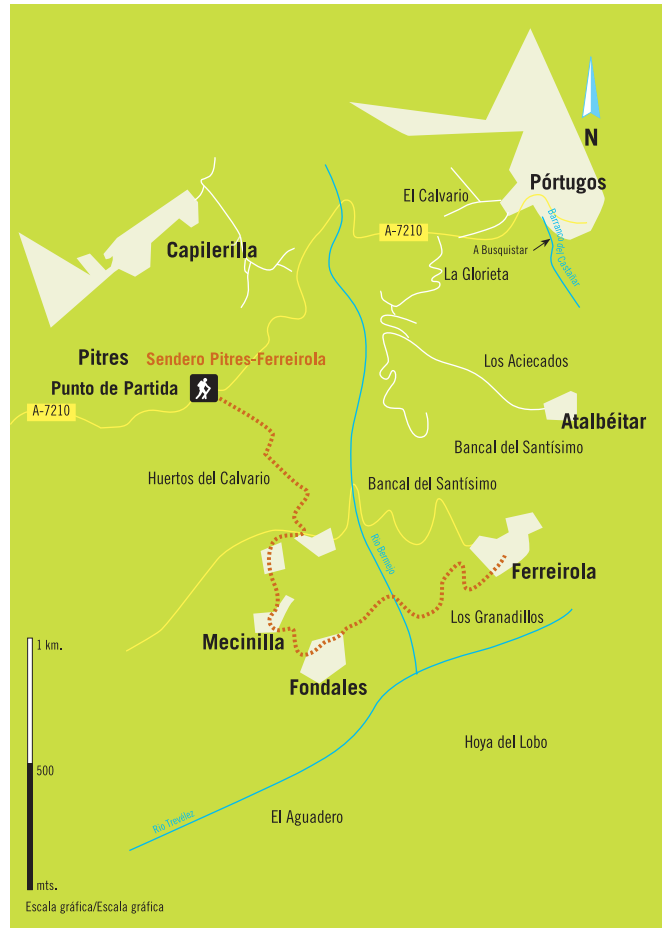 N
Pórtugos
El Calvario
A-7210
Barranco del Castañar
A Busquistar
Capilerilla
La Glorieta
Pitres
Sendero Pitres-Ferreirola
Los Aciecados
Punto de Partida
A-7210
Atalbéitar
Bancal del Santísimo
Huertos del Calvario
Bancal del Santísimo
Río Bermejo
Ferreirola
Los Granadillos
1 km.
Mecinilla
Fondales
Hoya del Lobo
500
El Aguadero
Río Trevélez
mts.
Escala gráfica/Escala gráfica